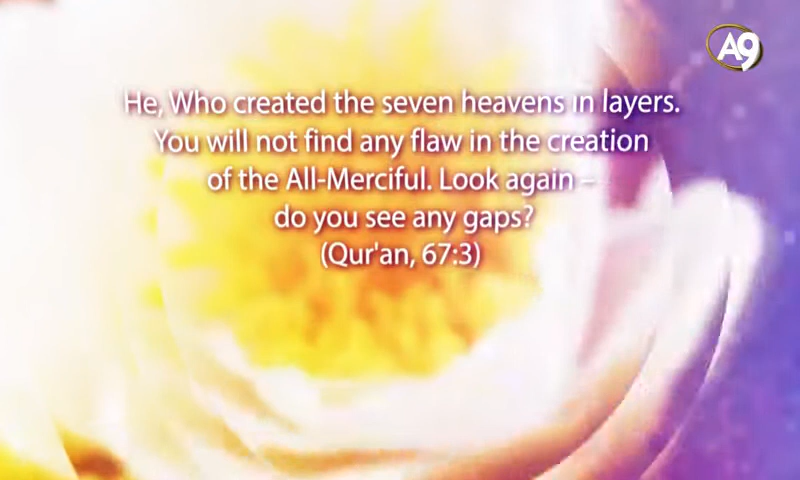 A9
He, Who created the seven heavens in layers.
You will not find any flaw in the creation
of the All-Merciful. Look again –
do you see any gaps?
(Qur'an, 67:3)